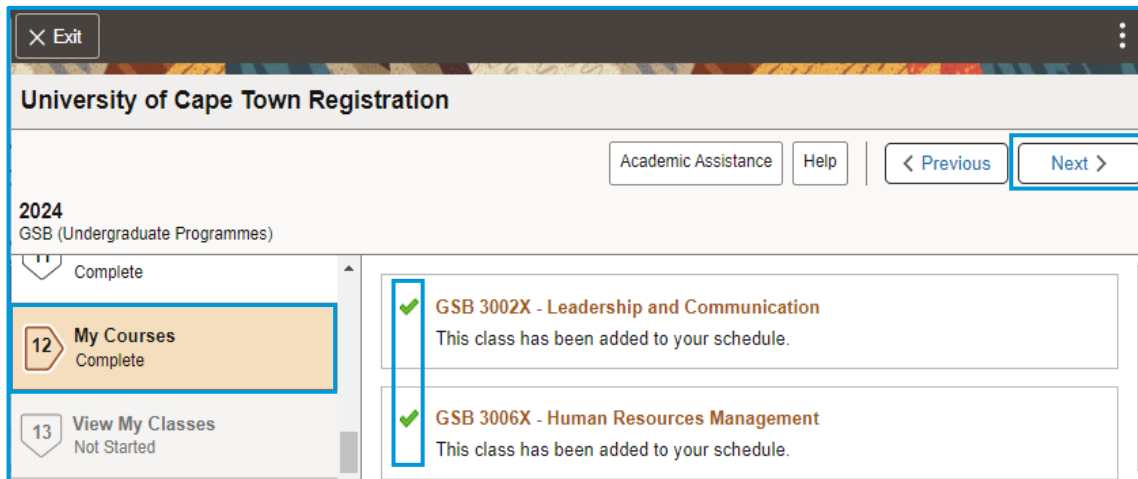 Exit
University of Cape Town Registration
Academic Assistance
Help
Previous
Next
2024
GSB (Undergraduate Programmes)
11
Complete
12
My Courses
Complete
13
View My Classes
Not Started
GSB 3002X - Leadership and Communication
This class has been added to your schedule.
GSB 3006X - Human Resources Management
This class has been added to your schedule.